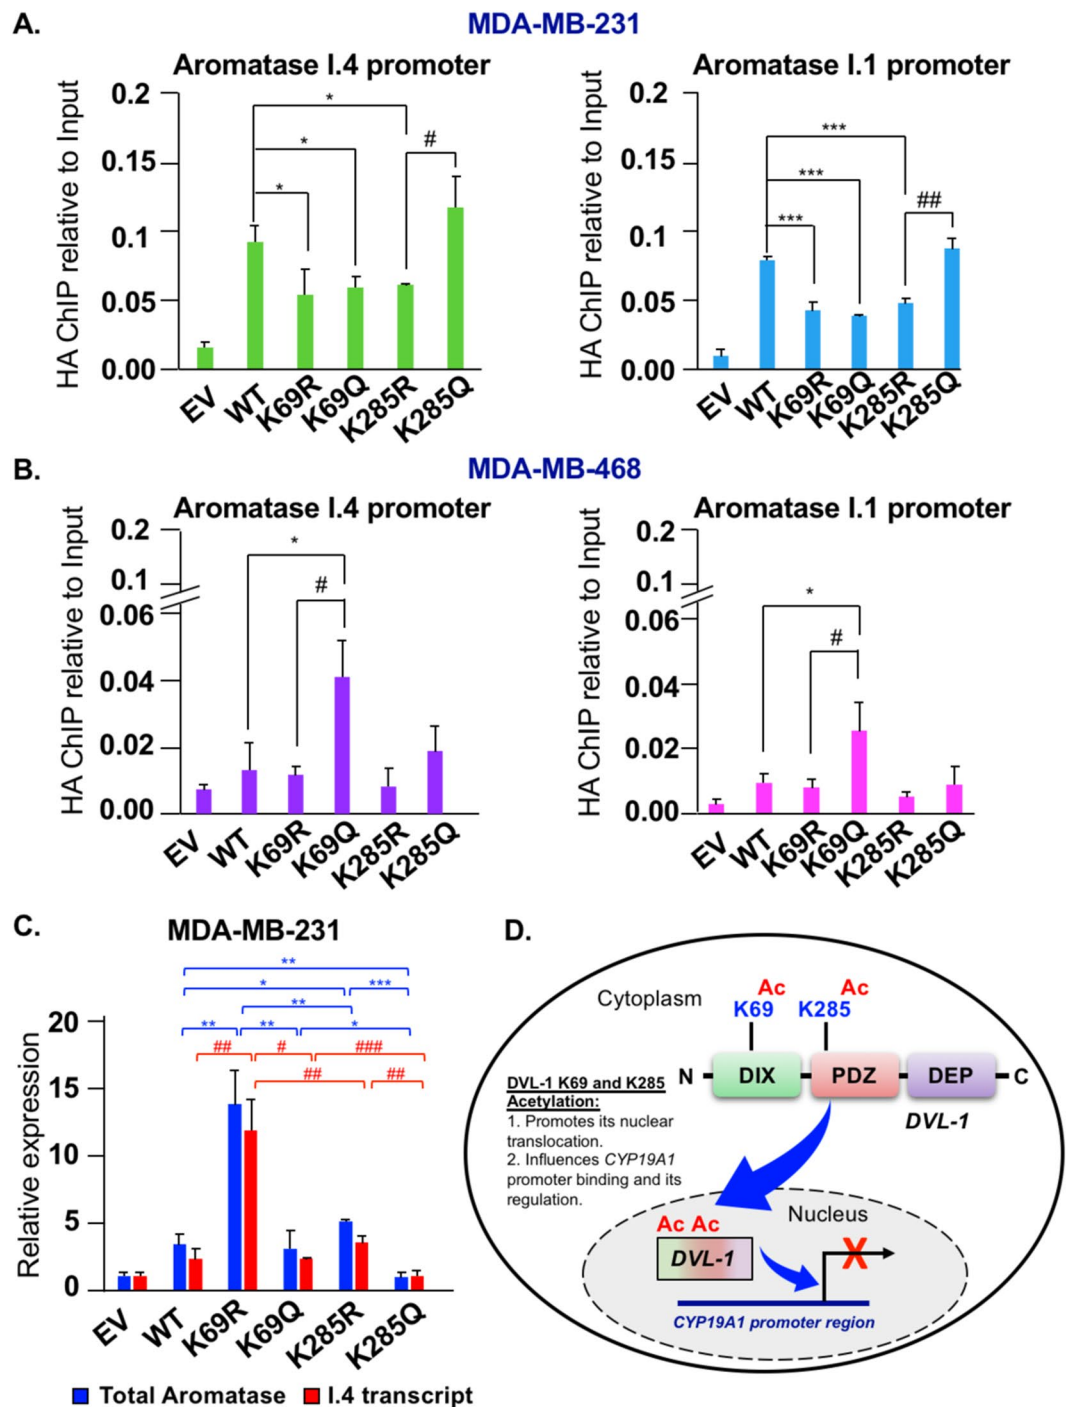 A.
MDA-MB-231
Aromatase I.4 promoter
HA ChIP relative to Input
0.2
0.15
0.1
0.05
0.00
*
*
*
#
EV
WT
K69R
K69Q
K285R
K285Q
Aromatase I.1 promoter
HA ChIP relative to Input
0.2
0.15
0.1
0.05
0.00
***
***
***
##
EV
WT
K69R
K69Q
K285R
K285Q
B.
MDA-MB-468
Aromatase I.4 promoter
HA ChIP relative to Input
0.2
0.1
0.06
0.04
0.02
0.00
*
#
EV
WT
K69R
K69Q
K285R
K285Q
Aromatase I.1 promoter
HA ChIP relative to Input
0.2
0.1
0.06
0.04
0.02
0.00
*
#
EV
WT
K69R
K69Q
K285R
K285Q
C.
MDA-MB-231
Relative expression
20
15
10
5
0
**
* ***
**
** ** *
## # ###
## ##
EV
WT
K69R
K69Q
K285R
K285Q
Total Aromatase I.4 transcript
D.
Cytoplasm
Ac Ac
K69 K285
N DIX PDZ DEP C
DVL-1
DVL-1 K69 and K285
Acetylation:
1. Promotes its nuclear
translocation.
2. Influences CYP19A1
promoter binding and its
regulation.
Nucleus
Ac Ac
DVL-1
X
CYP19A1 promoter region